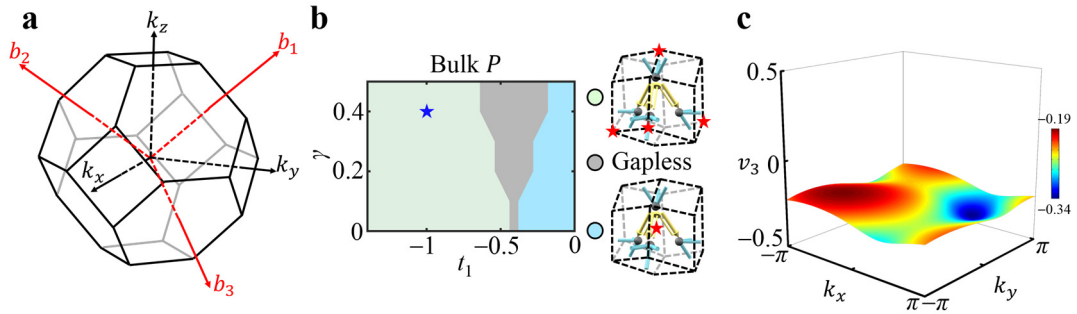 a
k_z
b_1
b_2
k_x
k_y
b_3
b
Bulk P
0.4
γ
0.2
0
−1
−0.5
0
t_1
Gapless
c
0.5
ν_3
0
−0.5
−π
k_x
π
−π
k_y
π
−0.19
−0.34